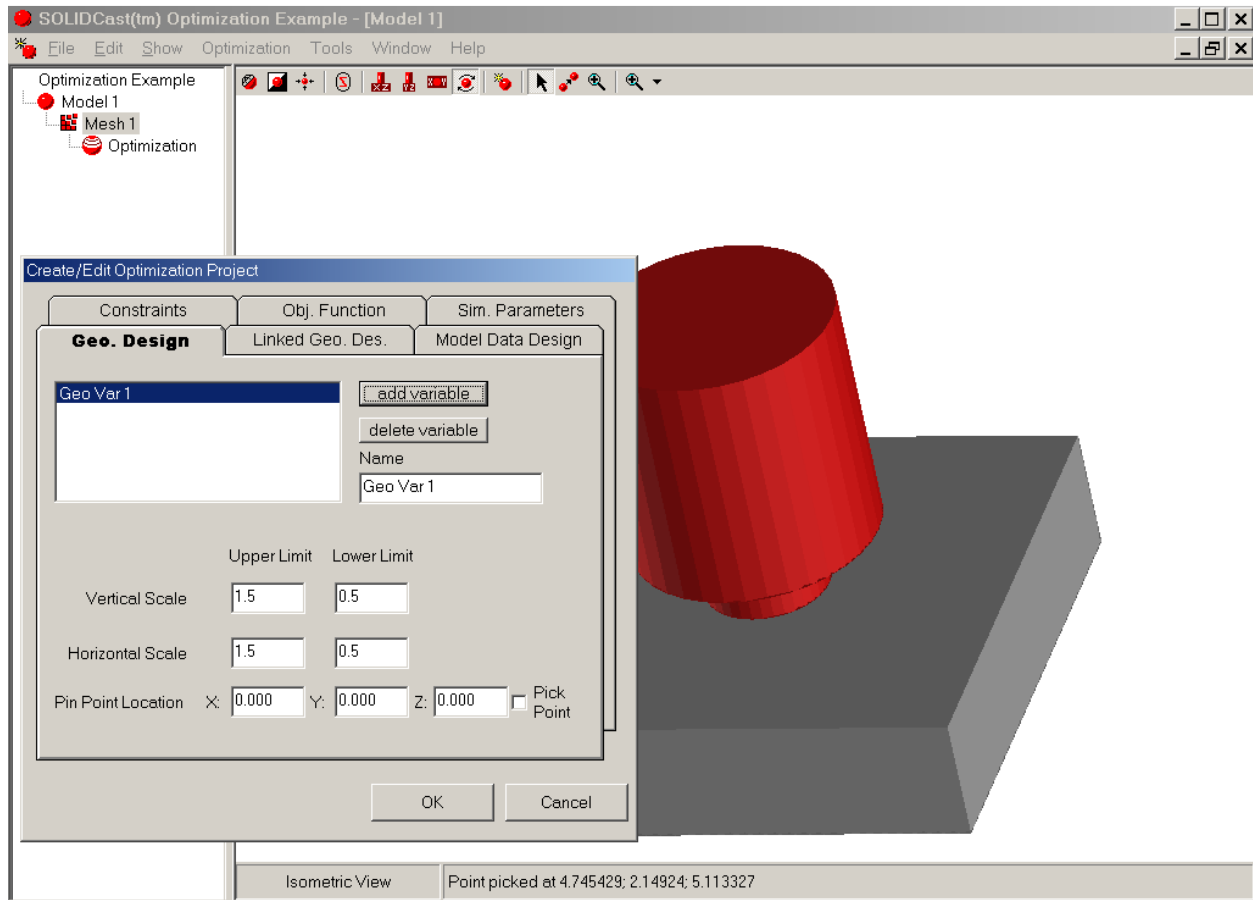 SOLIDCast(tm) Optimization Example - [Model 1]
File Edit Show Optimization Tools Window Help
Optimization Example
Model 1
Mesh 1
Optimization
XZ YZ XY
Create/Edit Optimization Project
Constraints Obj. Function Sim. Parameters
Geo. Design Linked Geo. Des. Model Data Design
Geo Var 1
add variable
delete variable
Name
Geo Var 1
Upper Limit Lower Limit
Vertical Scale 1.5 0.5
Horizontal Scale 1.5 0.5
Pin Point Location X: 0.000 Y: 0.000 Z: 0.000 Pick
Point
OK Cancel
Isometric View Point picked at 4.745429; 2.14924; 5.113327